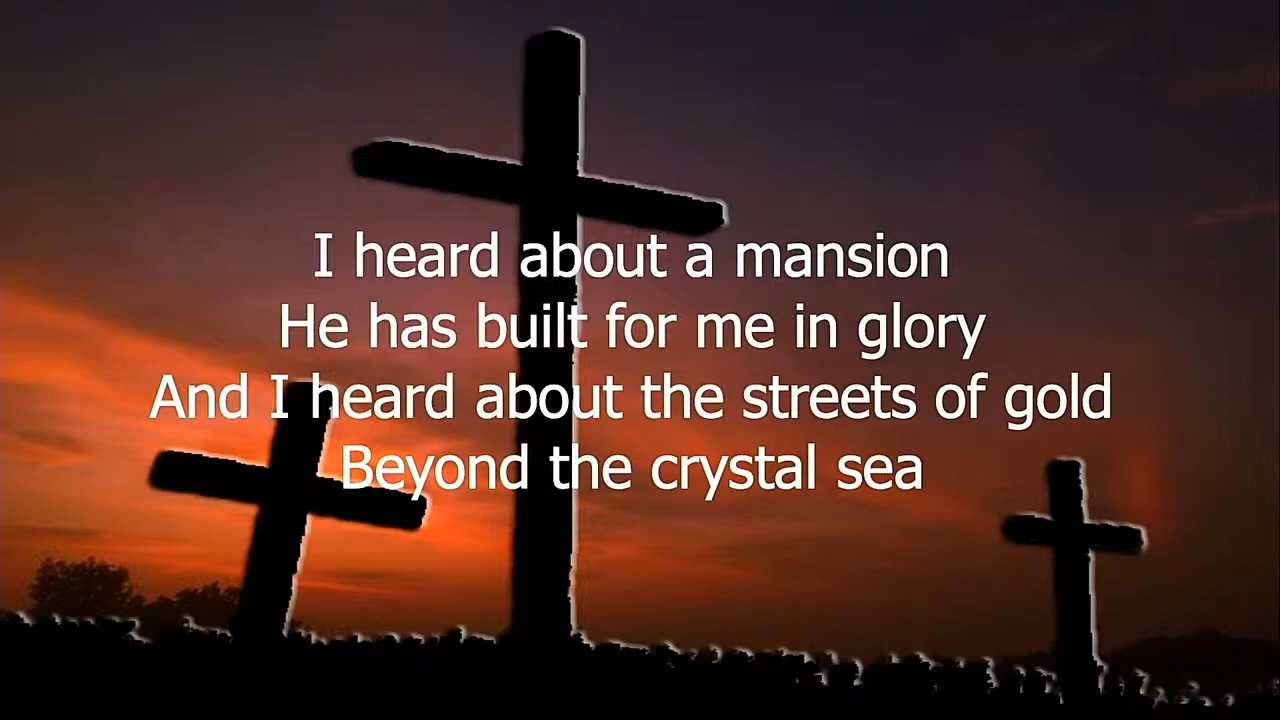 I heard about a mansion
He has built for me in glory
And I heard about the streets of gold
Beyond the crystal sea